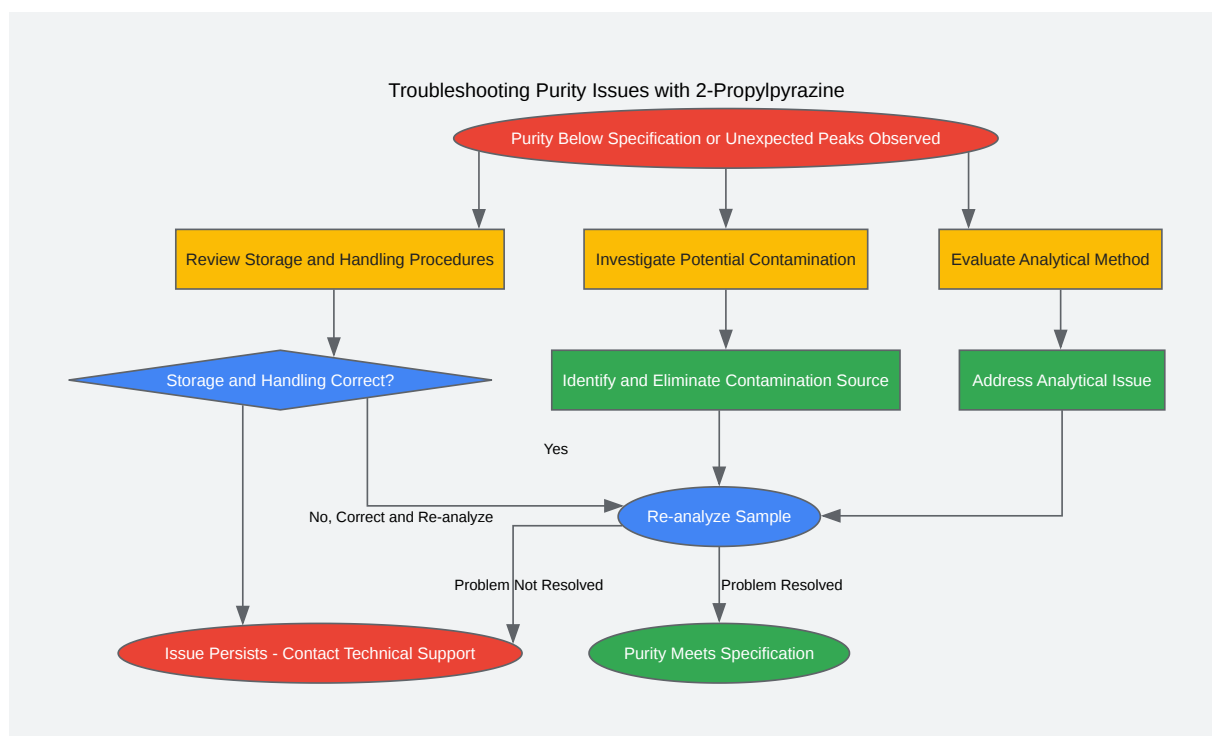 Troubleshooting Purity Issues with 2-Propylpyrazine
Purity Below Specification or Unexpected Peaks Observed
Review Storage and Handling Procedures
Investigate Potential Contamination
Evaluate Analytical Method
Storage and Handling Correct?
Identify and Eliminate Contamination Source
Address Analytical Issue
Yes
No, Correct and Re-analyze
Re-analyze Sample
Problem Not Resolved
Problem Resolved
Issue Persists - Contact Technical Support
Purity Meets Specification